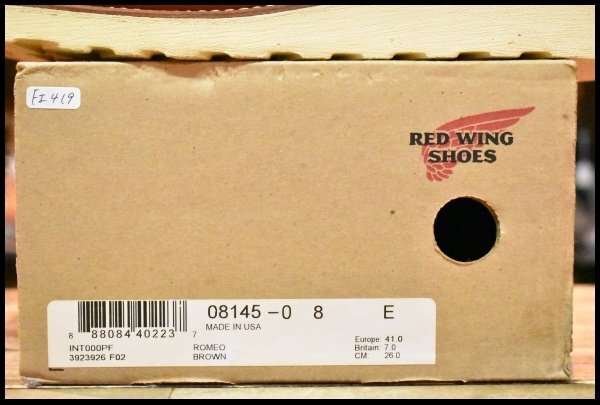 FI419
RED WING
SHOES
08145-0 8 E
MADE IN USA
8 88084 40223 7
Europe: 41.0
INT000PF ROMEO Britain: 7.0
3923926 F02 BROWN CM: 26.0